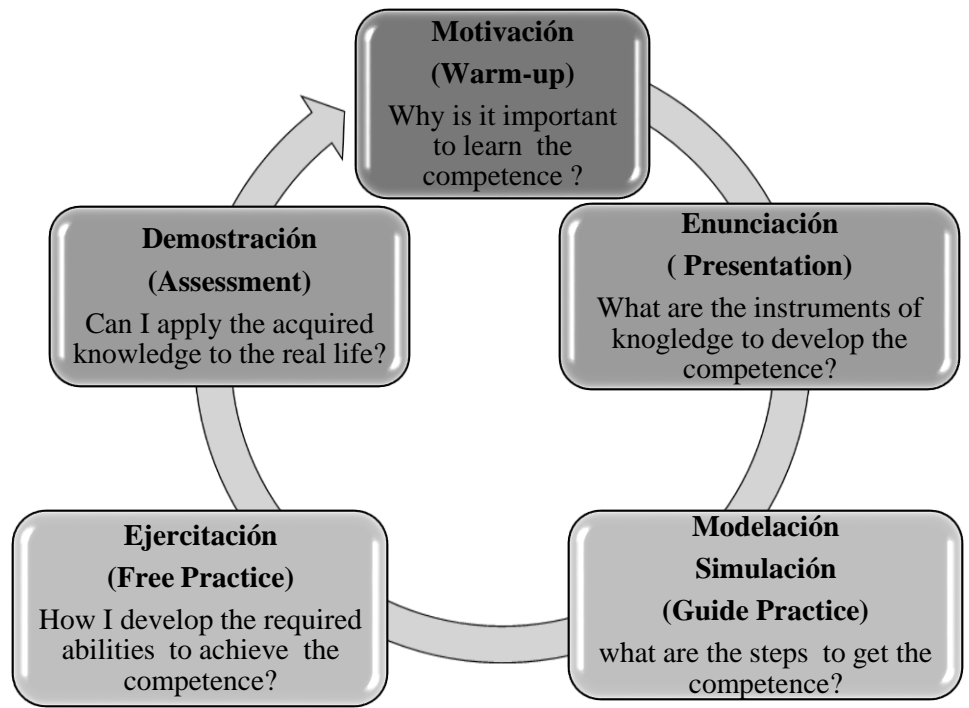 Motivación
(Warm-up)
Why is it important
to learn the
competence ?
Enunciación
( Presentation)
What are the instruments of
knogledge to develop the
competence?
Modelación
Simulación
(Guide Practice)
what are the steps to get the
competence?
Ejercitación
(Free Practice)
How I develop the required
abilities to achieve the
competence?
Demostración
(Assessment)
Can I apply the acquired
knowledge to the real life?